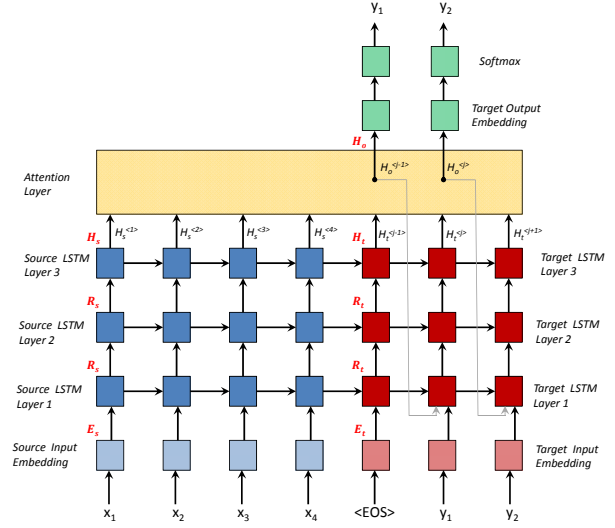 y1 y2
Softmax
Target Output
Embedding
Ho
Ho<j-1> Ho<j>
Attention
Layer
Hs Hs<1> Hs<2> Hs<3> Hs<4> Ht Ht<j-1> Ht<j> Ht<j+1>
Source LSTM
Layer 3
Target LSTM
Layer 3
Rs Rt
Source LSTM
Layer 2
Target LSTM
Layer 2
Rs Rt
Source LSTM
Layer 1
Target LSTM
Layer 1
Es Et
Source Input
Embedding
Target Input
Embedding
x1 x2 x3 x4 <EOS> y1 y2